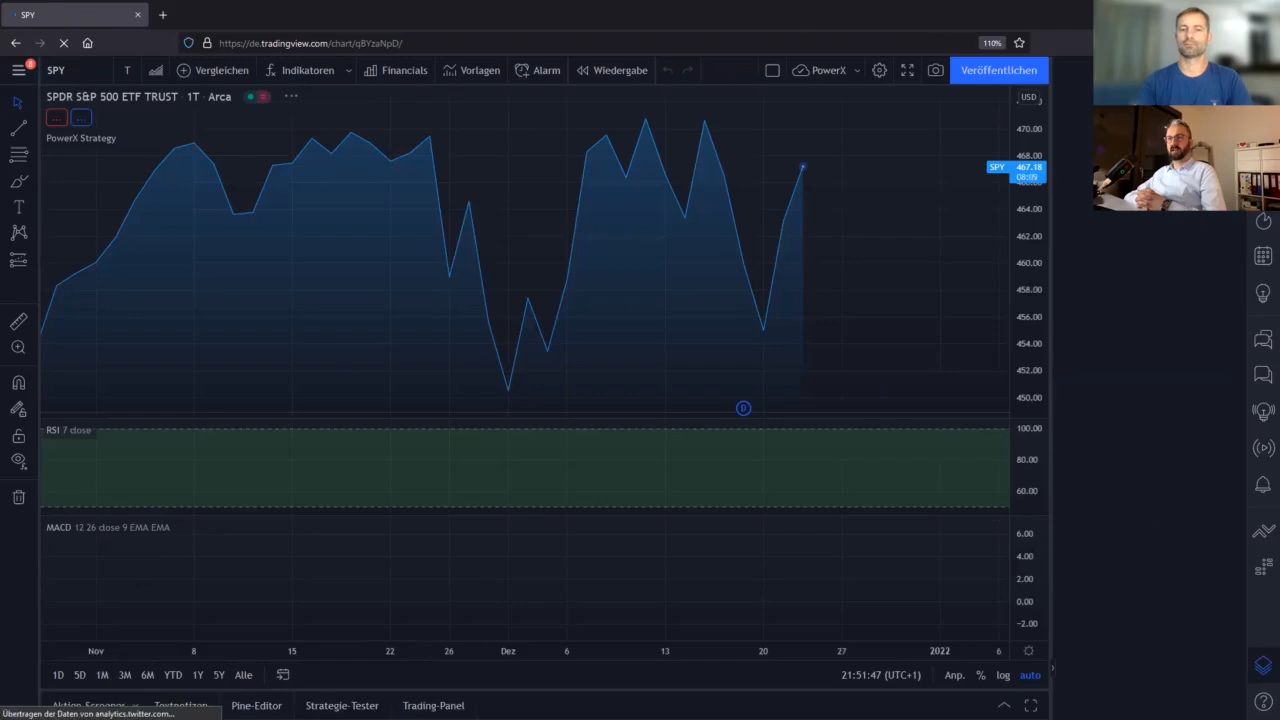 SPY
https://de.tradingview.com/chart/qBYzaNpD/
110%
8
SPY
T
Vergleichen
Indikatoren
Financials
Vorlagen
Alarm
Wiedergabe
PowerX
Veröffentlichen
SPDR S&P 500 ETF TRUST · 1T · Arca
USD
PowerX Strategy
470.00
468.00
SPY 467.18
08:09
464.00
462.00
460.00
458.00
456.00
454.00
452.00
450.00
D
RSI 7 close
100.00
80.00
60.00
MACD 12 26 close 9 EMA EMA
6.00
4.00
2.00
0.00
−2.00
Nov 8 15 22 26 Dez 6 13 20 27 2022 6
1D 5D 1M 3M 6M YTD 1Y 5Y Alle
21:51:47 (UTC+1)
Anp. % log auto
Aktien-Screener
Textnotizen
Pine-Editor
Strategie-Tester
Trading-Panel
Übertragen der Daten von analytics.twitter.com...